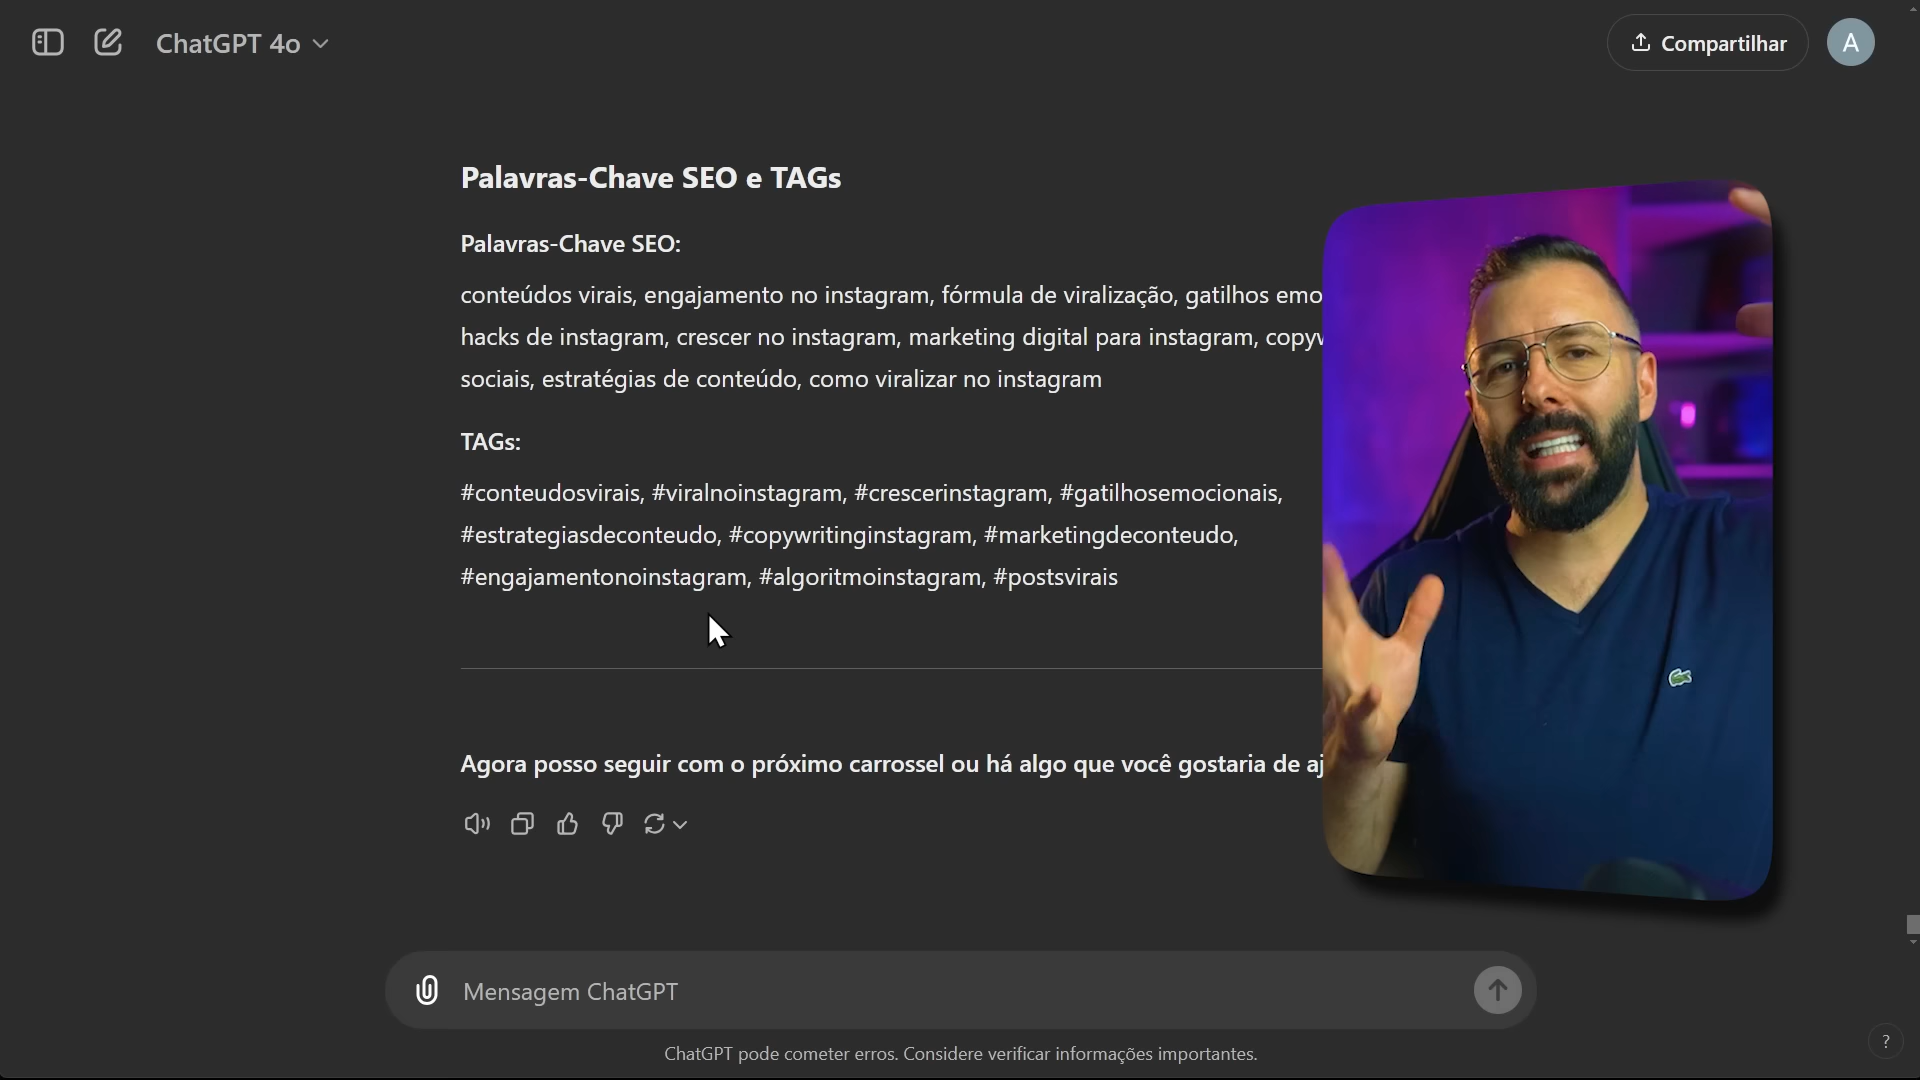 ChatGPT 4o
Compartilhar
A
Palavras-Chave SEO e TAGs
Palavras-Chave SEO:
conteúdos virais, engajamento no instagram, fórmula de viralização, gatilhos
hacks de instagram, crescer no instagram, marketing digital para instagram,
sociais, estratégias de conteúdo, como viralizar no instagram
TAGs:
#conteudosvirais, #viralnoinstagram, #crescerinstagram, #gatilhosemocionais,
#estrategiasdeconteudo, #copywritinginstagram, #marketingdeconteudo,
#engajamentonoinstagram, #algoritmoinstagram, #postsvirais
Agora posso seguir com o próximo carrossel ou há algo que você gostaria de
Mensagem ChatGPT
ChatGPT pode cometer erros. Considere verificar informações importantes.
?